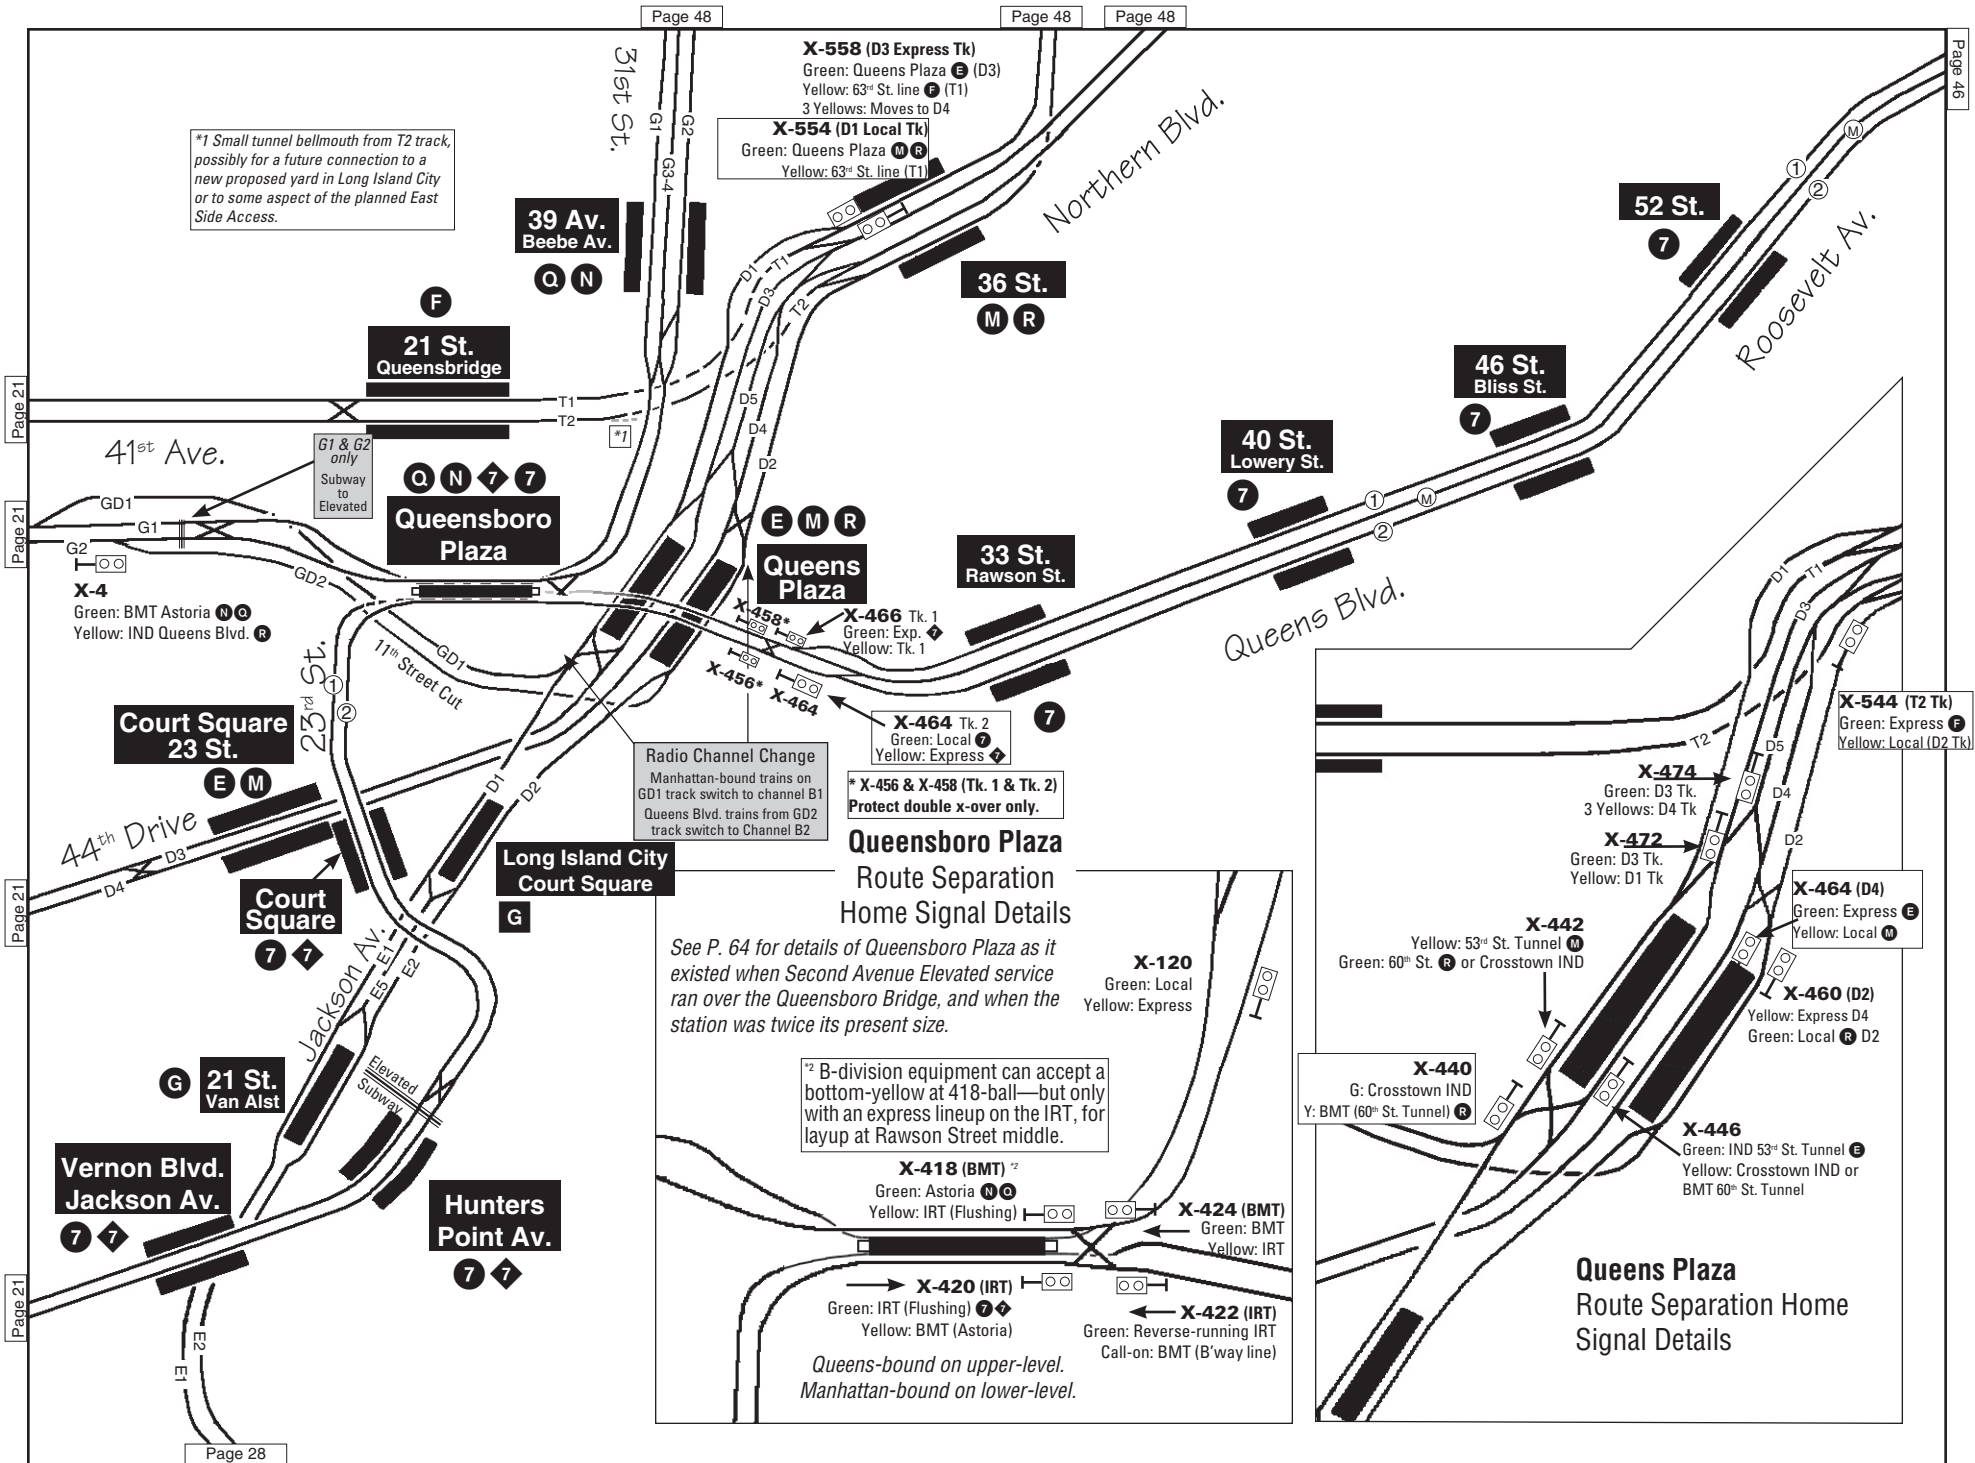 Page 48
Page 48
Page 48
Page 46
31st St.
G1
G2
G3-4
X-558 (D3 Express Tk)
Green: Queens Plaza E (D3)
Yellow: 63rd St. line F (T1)
3 Yellows: Moves to D4
X-554 (D1 Local Tk)
Green: Queens Plaza M R
Yellow: 63rd St. line (T1)
Northern Blvd.
*1 Small tunnel bellmouth from T2 track,
possibly for a future connection to a
new proposed yard in Long Island City
or to some aspect of the planned East
Side Access.
39 Av.
Beebe Av.
Q N
36 St.
M R
M
1
2
52 St.
7
Roosevelt Av.
D1
T1
D3
T2
F
21 St.
Queensbridge
Page 21
T1
T2
*1
41st Ave.
G1 & G2
only
Subway
to
Elevated
D5
D4
D2
46 St.
Bliss St.
7
40 St.
Lowery St.
7
1
M
2
Page 21
GD1
G1
G2
GD2
Q N 7 7
Queensboro
Plaza
E M R
Queens
Plaza
33 St.
Rawson St.
7
Queens Blvd.
X-4
Green: BMT Astoria N Q
Yellow: IND Queens Blvd. R
X-458*
X-466 Tk. 1
Green: Exp. 7
Yellow: Tk. 1
X-456*
X-464
X-464 Tk. 2
Green: Local 7
Yellow: Express 7
* X-456 & X-458 (Tk. 1 & Tk. 2)
Protect double x-over only.
GD1
11th Street Cut
23rd St.
1
2
Radio Channel Change
Manhattan-bound trains on
GD1 track switch to channel B1
Queens Blvd. trains from GD2
track switch to Channel B2
Court Square
23 St.
E M
D1
D2
44th Drive
D3
D4
Page 21
Court
Square
7 7
Long Island City
Court Square
G
Jackson Av.
E1
E2
E5
G
21 St.
Van Alst
Elevated
Subway
Vernon Blvd.
Jackson Av.
7 7
Hunters
Point Av.
7 7
Page 21
E2
E1
Page 28
Queensboro Plaza
Route Separation
Home Signal Details
See P. 64 for details of Queensboro Plaza as it
existed when Second Avenue Elevated service
ran over the Queensboro Bridge, and when the
station was twice its present size.
X-120
Green: Local
Yellow: Express
*2 B-division equipment can accept a
bottom-yellow at 418-ball—but only
with an express lineup on the IRT, for
layup at Rawson Street middle.
X-418 (BMT) *2
Green: Astoria N Q
Yellow: IRT (Flushing)
X-424 (BMT)
Green: BMT
Yellow: IRT
X-420 (IRT)
Green: IRT (Flushing) 7 7
Yellow: BMT (Astoria)
X-422 (IRT)
Green: Reverse-running IRT
Call-on: BMT (B'way line)
Queens-bound on upper-level.
Manhattan-bound on lower-level.
D1
T1
D3
T2
D5
D4
D2
X-544 (T2 Tk)
Green: Express F
Yellow: Local (D2 Tk)
X-474
Green: D3 Tk.
3 Yellows: D4 Tk
X-472
Green: D3 Tk.
Yellow: D1 Tk
X-464 (D4)
Green: Express E
Yellow: Local M
X-442
Yellow: 53rd St. Tunnel M
Green: 60th St. R or Crosstown IND
X-460 (D2)
Yellow: Express D4
Green: Local R D2
X-440
G: Crosstown IND
Y: BMT (60th St. Tunnel) R
X-446
Green: IND 53rd St. Tunnel E
Yellow: Crosstown IND or
BMT 60th St. Tunnel
Queens Plaza
Route Separation Home
Signal Details